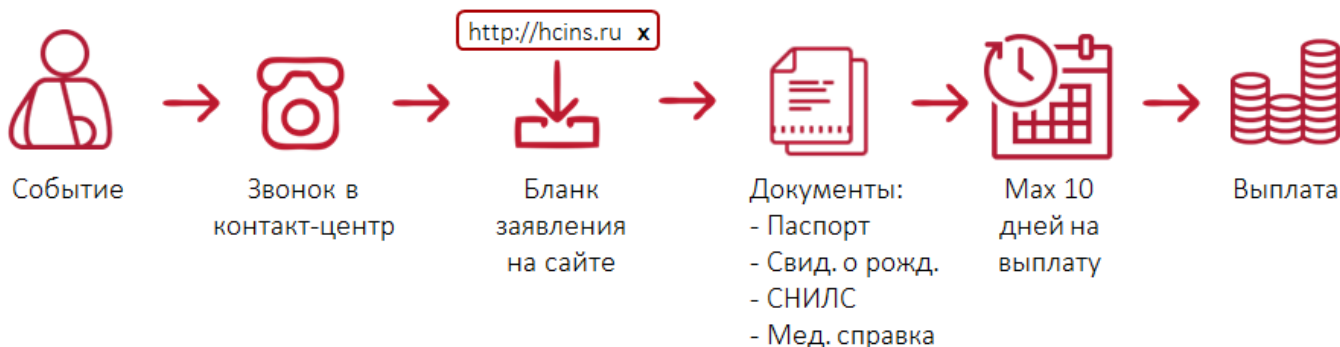 http://hcins.ru x
Событие
Звонок в
контакт-центр
Бланк
заявления
на сайте
Документы:
- Паспорт
- Свид. о рожд.
- СНИЛС
- Мед. справка
Max 10
дней на
выплату
Выплата